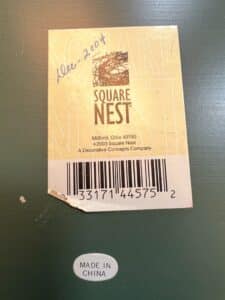 Dec-2004
SQUARE
NEST
Milford, Ohio 45150
©2003 Square Nest
A Decorative Concepts Company
33171 44575 2
MADE IN
CHINA